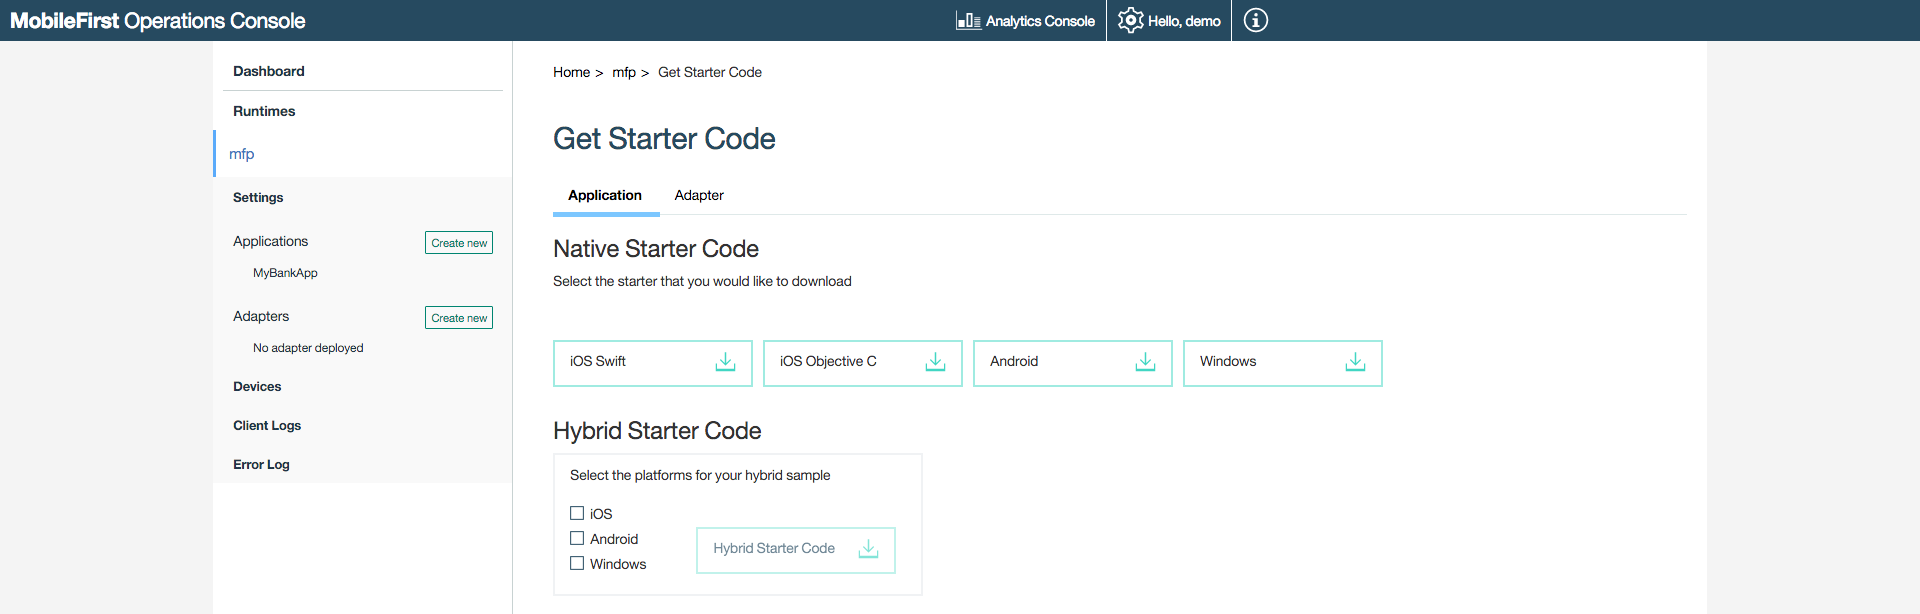 MobileFirst Operations Console
Analytics Console
Hello, demo
Dashboard
Runtimes
mfp
Settings
Applications
Create new
MyBankApp
Adapters
Create new
No adapter deployed
Devices
Client Logs
Error Log
Home > mfp > Get Starter Code
Get Starter Code
Application Adapter
Native Starter Code
Select the starter that you would like to download
iOS Swift
iOS Objective C
Android
Windows
Hybrid Starter Code
Select the platforms for your hybrid sample
iOS
Android
Windows
Hybrid Starter Code